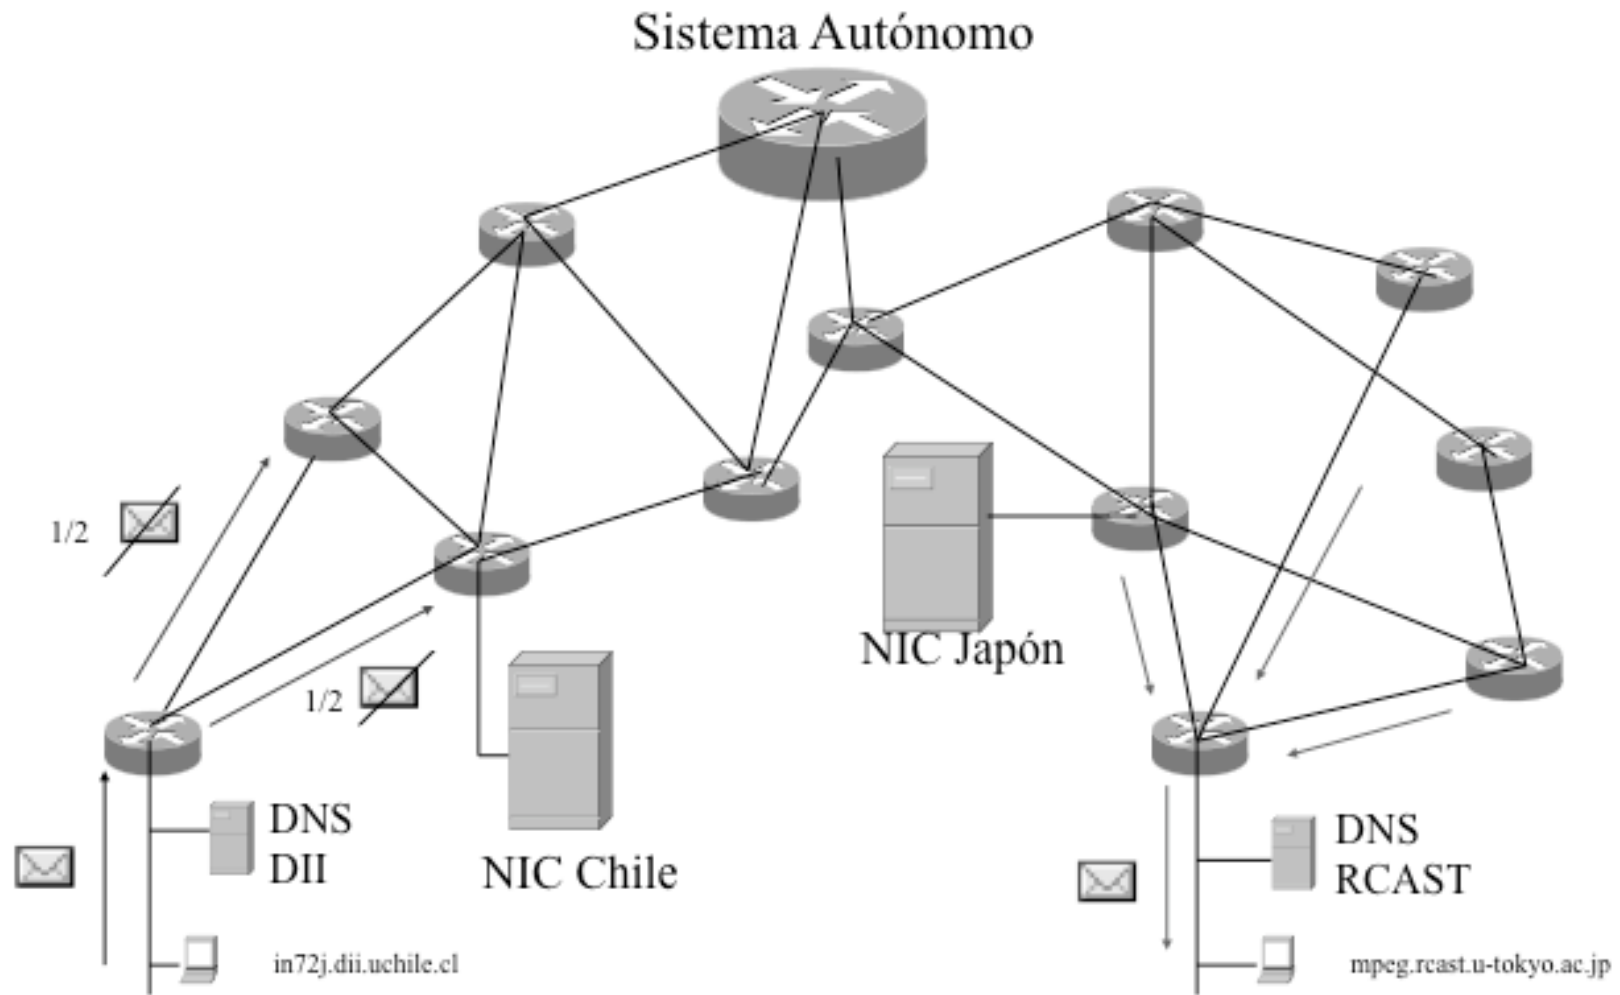 Sistema Autónomo
1/2
1/2
NIC Japón
DNS
DII
NIC Chile
DNS
RCAST
in72j.dii.uchile.cl
mpeg.rcast.u-tokyo.ac.jp